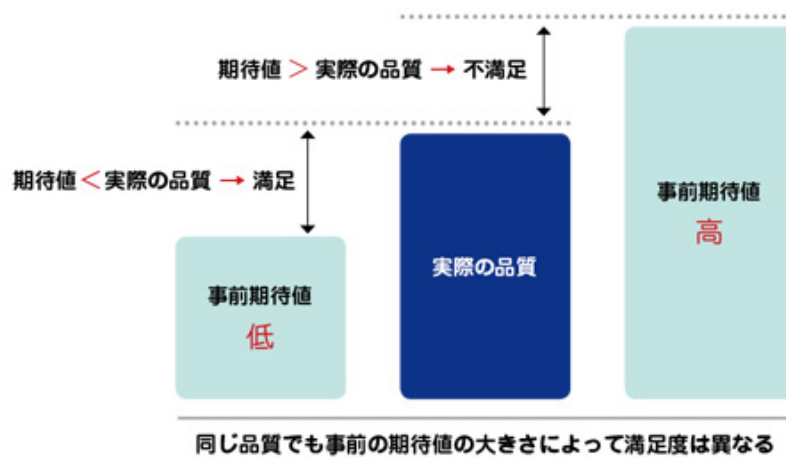 期待値 > 実際の品質 → 不満足
期待値 < 実際の品質 → 満足
事前期待値
高
実際の品質
事前期待値
低
同じ品質でも事前の期待値の大きさによって満足度は異なる